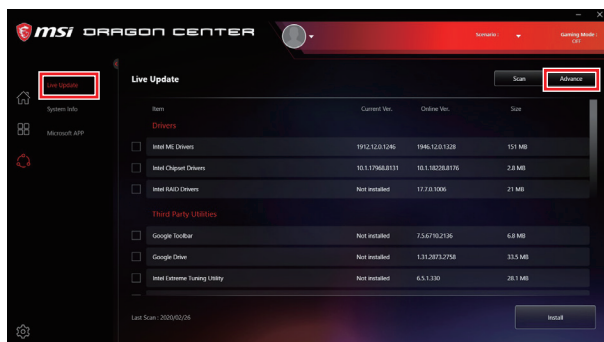 msi DRAGON CENTER
Scenario :
Gaming Mode :
OFF
Live Update
System Info
Microsoft APP
Live Update
Scan
Advance
Item Current Ver. Online Ver. Size
Drivers
Intel ME Drivers 1912.12.0.1246 1946.12.0.1328 151 MB
Intel Chipset Drivers 10.1.17968.8131 10.1.18228.8176 2.8 MB
Intel RAID Drivers Not installed 17.7.0.1006 21 MB
Third Party Utilities
Google Toolbar Not installed 7.5.6710.2136 6.8 MB
Google Drive Not installed 1.31.2873.2758 33.5 MB
Intel Extreme Tuning Utility Not installed 6.5.1.330 28.1 MB
Last Scan : 2020/02/26
Install